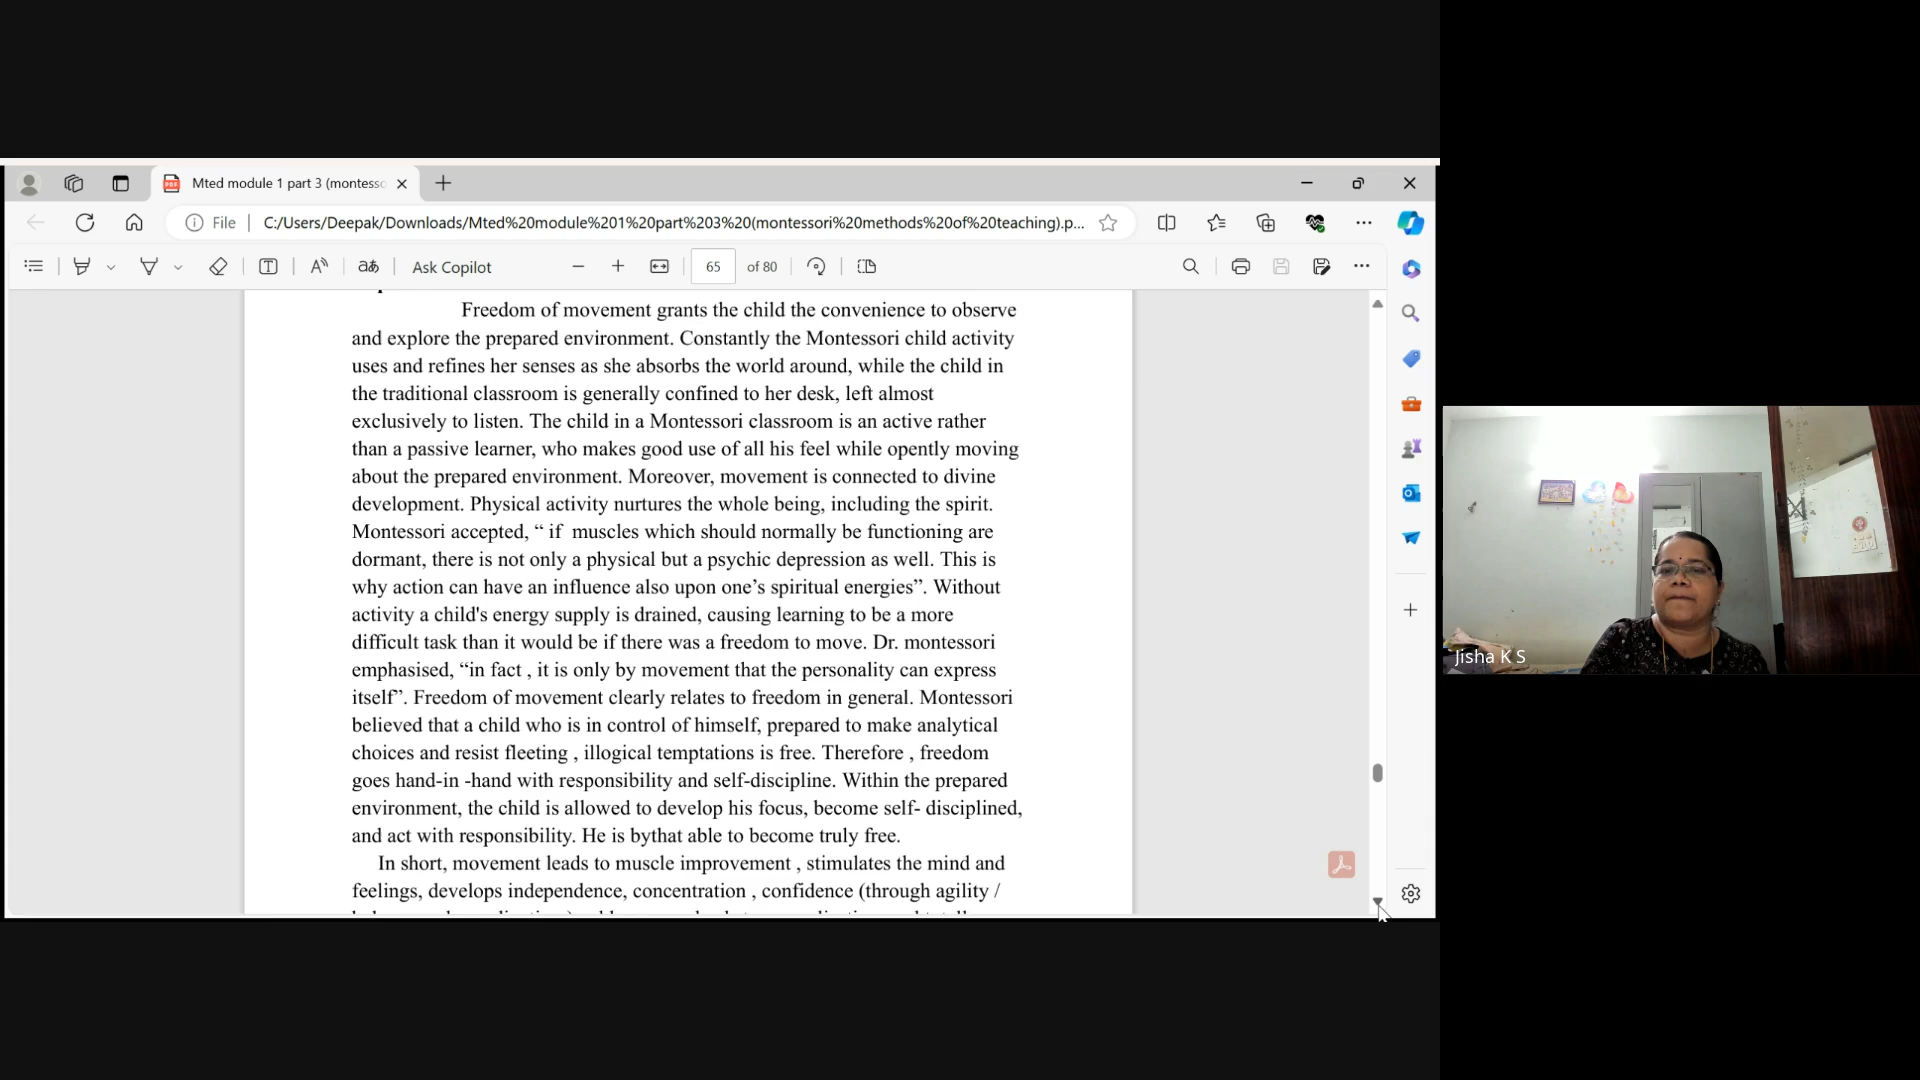 Mted module 1 part 3 (montesso
File
C:/Users/Deepak/Downloads/Mted%20module%201%20part%203%20(montessori%20methods%20of%20teaching).p...
Ask Copilot
65 of 80
Freedom of movement grants the child the convenience to observe
and explore the prepared environment. Constantly the Montessori child activity
uses and refines her senses as she absorbs the world around, while the child in
the traditional classroom is generally confined to her desk, left almost
exclusively to listen. The child in a Montessori classroom is an active rather
than a passive learner, who makes good use of all his feel while opently moving
about the prepared environment. Moreover, movement is connected to divine
development. Physical activity nurtures the whole being, including the spirit.
Montessori accepted, “ if  muscles which should normally be functioning are
dormant, there is not only a physical but a psychic depression as well. This is
why action can have an influence also upon one’s spiritual energies”. Without
activity a child's energy supply is drained, causing learning to be a more
difficult task than it would be if there was a freedom to move. Dr. montessori
emphasised, “in fact , it is only by movement that the personality can express
itself”. Freedom of movement clearly relates to freedom in general. Montessori
believed that a child who is in control of himself, prepared to make analytical
choices and resist fleeting , illogical temptations is free. Therefore , freedom
goes hand-in -hand with responsibility and self-discipline. Within the prepared
environment, the child is allowed to develop his focus, become self- disciplined,
and act with responsibility. He is bythat able to become truly free.
In short, movement leads to muscle improvement , stimulates the mind and
feelings, develops independence, concentration , confidence (through agility /
Jisha K S